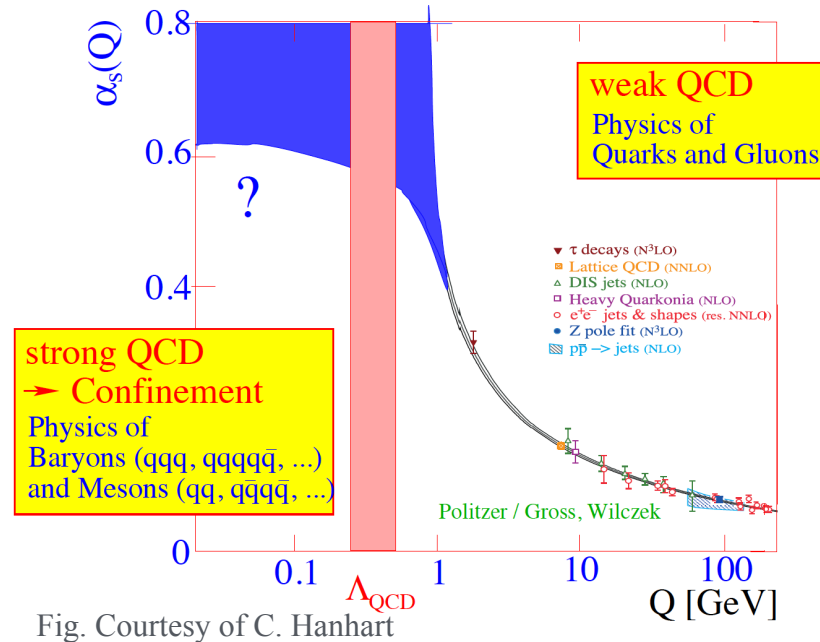 0.8
α_s(Q)
weak QCD
Physics of
Quarks and Gluons
0.6
?
τ decays (N³LO)
Lattice QCD (NNLO)
DIS jets (NLO)
Heavy Quarkonia (NLO)
e⁺e⁻ jets & shapes (res. NNLO)
Z pole fit (N³LO)
pp̅ –> jets (NLO)
0.4
strong QCD
→ Confinement
Physics of
Baryons (qqq, qqqqq̅, ...)
and Mesons (qq, qq̅qq̅, ...)
Politzer / Gross, Wilczek
0
0.1
Λ_QCD
1
10
100
Q [GeV]
Fig. Courtesy of C. Hanhart